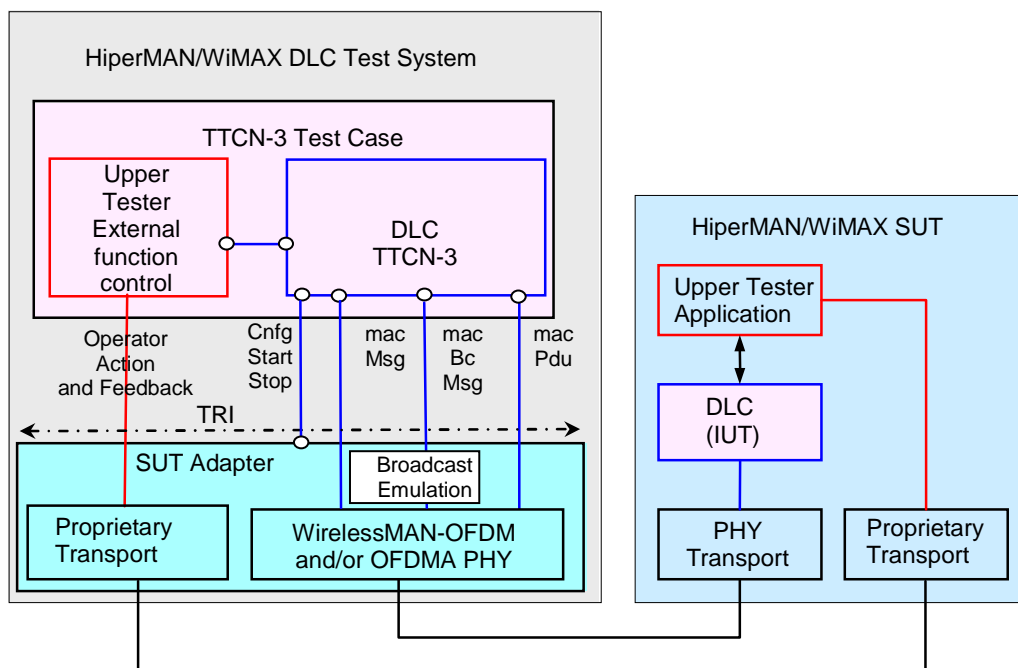 HiperMAN/WiMAX DLC Test System
TTCN-3 Test Case
Upper
Tester
External
function
control
DLC
TTCN-3
Operator
Action
and Feedback
Cnfg
Start
Stop
mac
Msg
mac
Bc
Msg
mac
Pdu
TRI
SUT Adapter
Broadcast
Emulation
Proprietary
Transport
WirelessMAN-OFDM
and/or OFDMA PHY
HiperMAN/WiMAX SUT
Upper Tester
Application
DLC
(IUT)
PHY
Transport
Proprietary
Transport